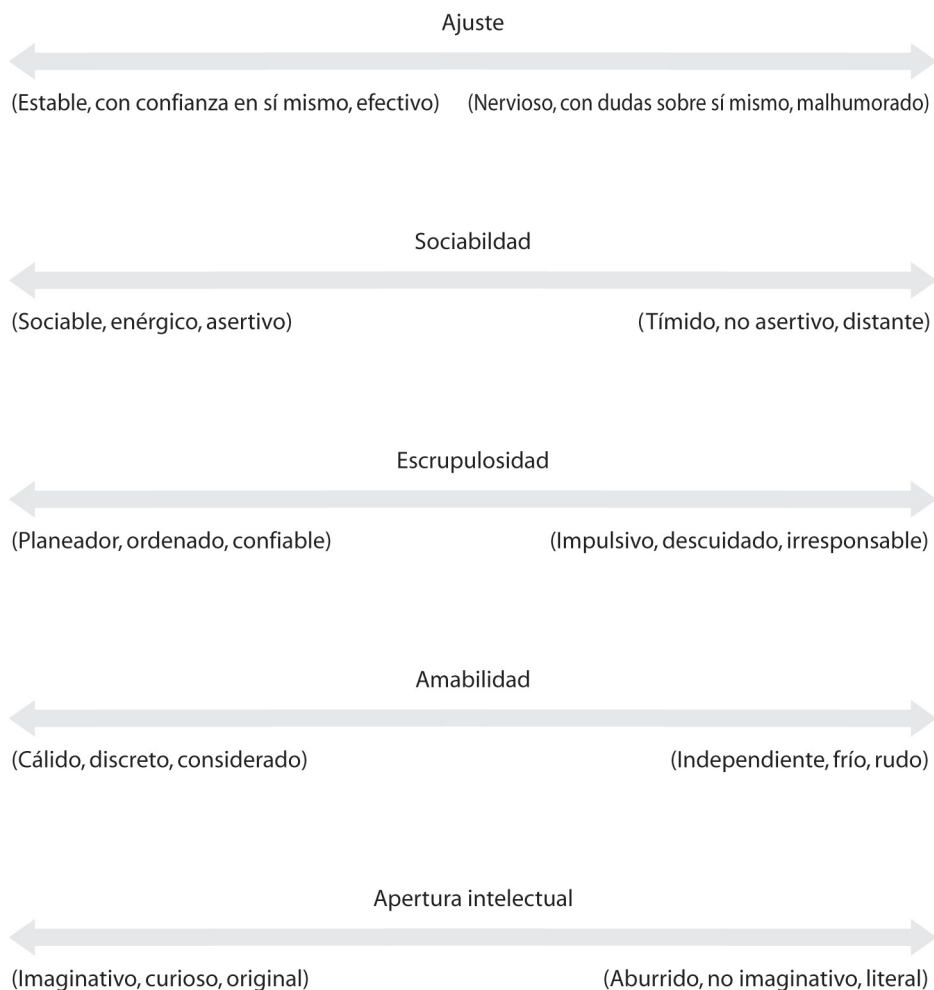 Ajuste
(Estable, con confianza en sí mismo, efectivo) (Nervioso, con dudas sobre sí mismo, malhumorado)
Sociabildad
(Sociable, enérgico, asertivo) (Tímido, no asertivo, distante)
Escrupulosidad
(Planeador, ordenado, confiable) (Impulsivo, descuidado, irresponsable)
Amabilidad
(Cálido, discreto, considerado) (Independiente, frío, rudo)
Apertura intelectual
(Imaginativo, curioso, original) (Aburrido, no imaginativo, literal)